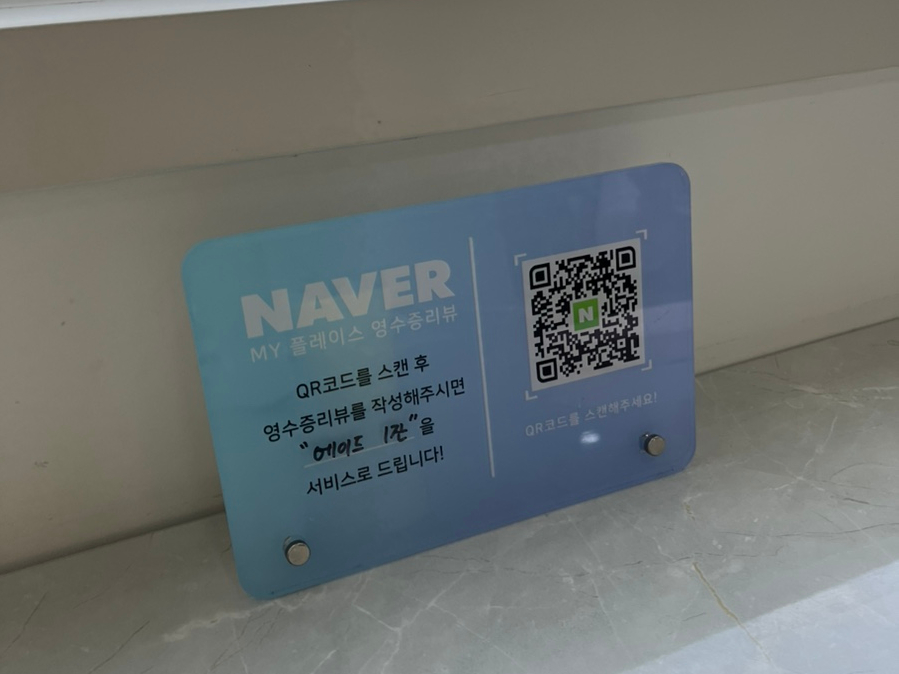 NAVER
MY 플레이스 영수증리뷰
QR코드를 스캔 후
영수증리뷰를 작성해주시면
"에이드 1잔"을
서비스로 드립니다!
N
QR코드를 스캔해주세요!